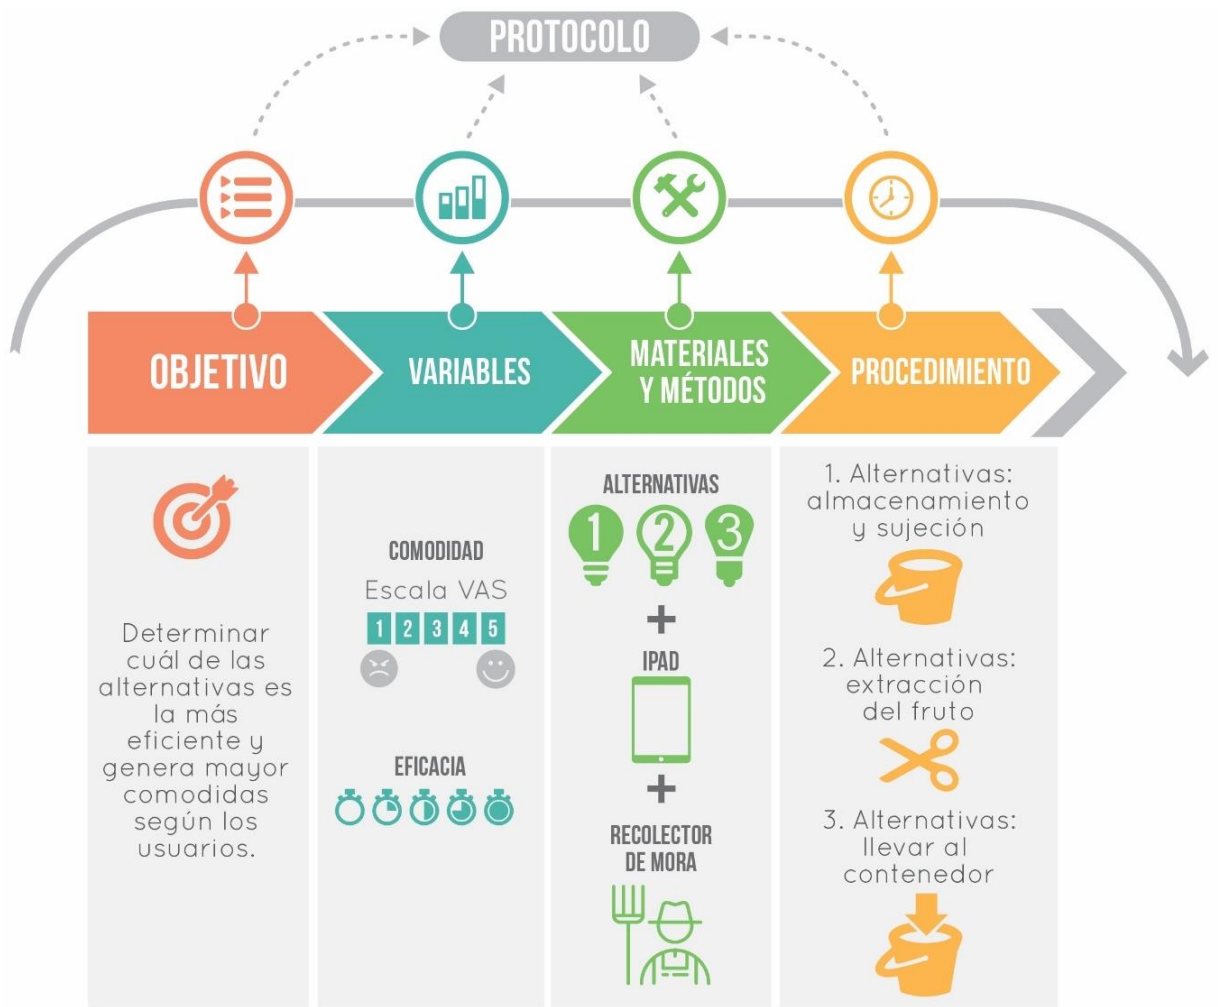 PROTOCOLO
OBJETIVO
VARIABLES
MATERIALES
Y MÉTODOS
PROCEDIMIENTO
Determinar
cuál de las
alternativas es
la más
eficiente y
genera mayor
comodidas
según los
usuarios.
COMODIDAD
Escala VAS
1 2 3 4 5
EFICACIA
ALTERNATIVAS
1 2 3
+
IPAD
+
RECOLECTOR
DE MORA
1. Alternativas:
almacenamiento
y sujeción
2. Alternativas:
extracción
del fruto
3. Alternativas:
llevar al
contenedor